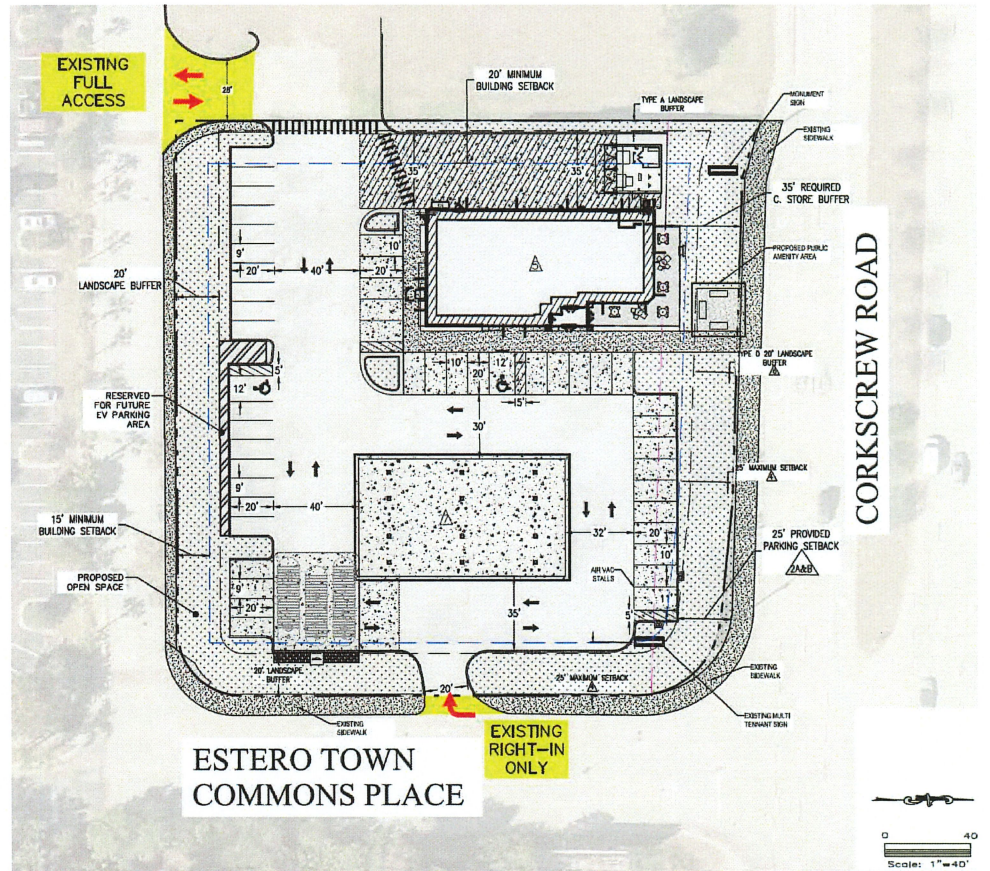 EXISTING
FULL
ACCESS
28'
20' MINIMUM
BUILDING SETBACK
TYPE A LANDSCAPE
BUFFER
MONUMENT
SIGN
EXISTING
SIDEWALK
35'
35'
35' REQUIRED
C. STORE BUFFER
9'
20'
40'
10'
20'
5
PROPOSED PUBLIC
AMENITY AREA
20'
LANDSCAPE BUFFER
CORKSCREW ROAD
TYPE D 20' LANDSCAPE
BUFFER
5'
12'
10'
20'
12'
5'
RESERVED
FOR FUTURE
EV PARKING
AREA
30'
9'
20'
40'
7
32'
20'
10'
25' MAXIMUM SETBACK
4
15' MINIMUM
BUILDING SETBACK
25' PROVIDED
PARKING SETBACK
2A&B
PROPOSED
OPEN SPACE
AIR VAC
STALLS
9'
20'
35'
11'
5'
20' LANDSCAPE
BUFFER
20'
25' MAXIMUM SETBACK
EXISTING
SIDEWALK
EXISTING
SIDEWALK
EXISTING MULTI
TENNANT SIGN
EXISTING
RIGHT-IN
ONLY
ESTERO TOWN
COMMONS PLACE
0 40
Scale: 1"=40'